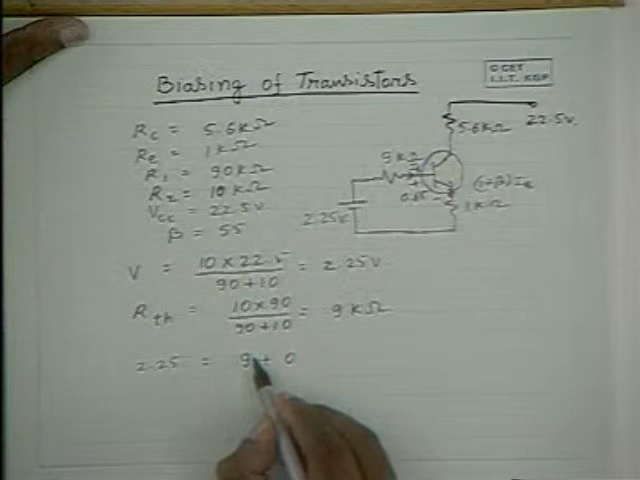 Biasing of Transistors
© CET
I.I.T. KGP
Rc = 5.6KΩ
Re = 1KΩ
R1 = 90KΩ
R2 = 10KΩ
Vcc = 22.5V
β = 55
5.6KΩ
22.5V.
9KΩ
(1+β)IB
2.25V.
1KΩ
V = 10×22.5 / 90+10 = 2.25V
Rth = 10×90 / 90+10 = 9KΩ
2.25 = 9 + 0